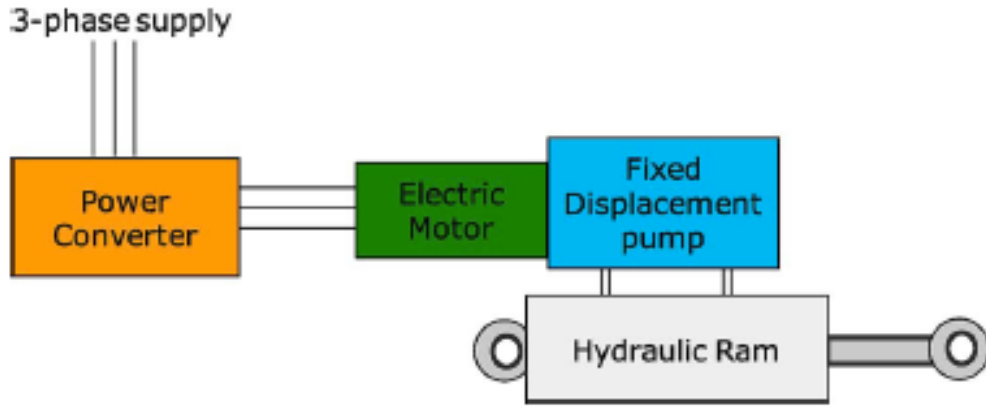 3-phase supply
Power
Converter
Electric
Motor
Fixed
Displacement
pump
Hydraulic Ram